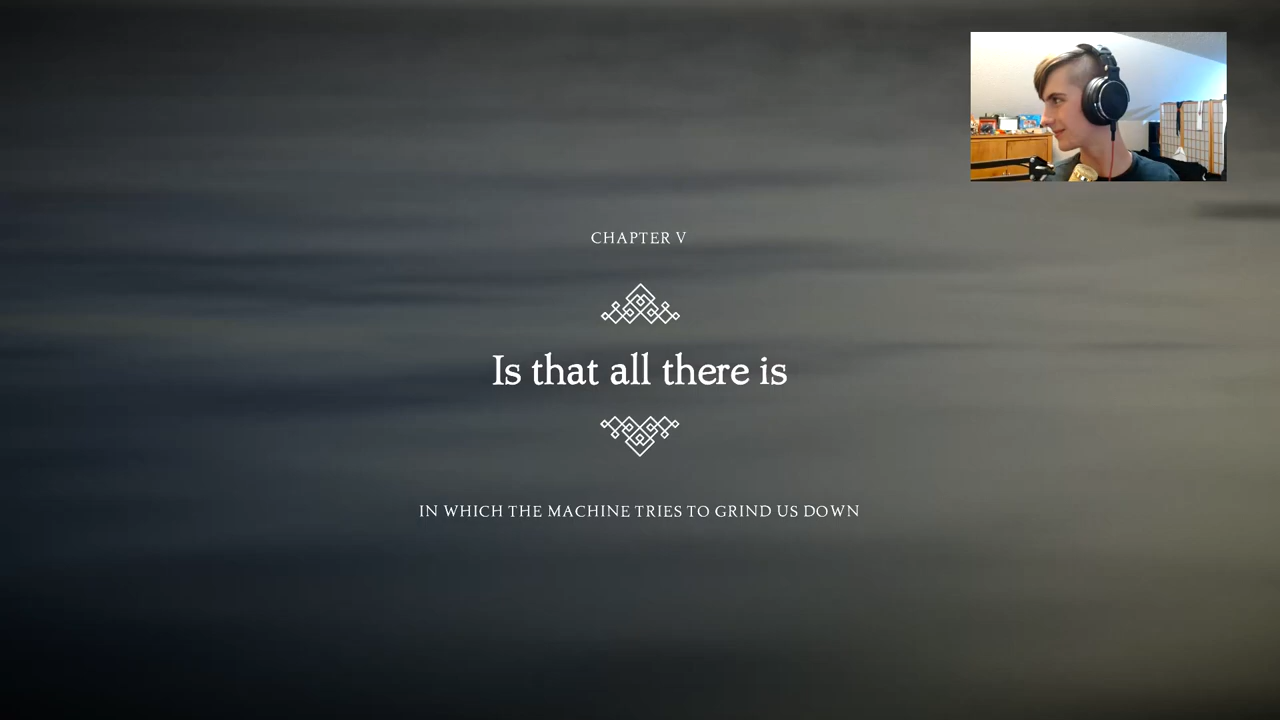 CHAPTER V
Is that all there is
IN WHICH THE MACHINE TRIES TO GRIND US DOWN